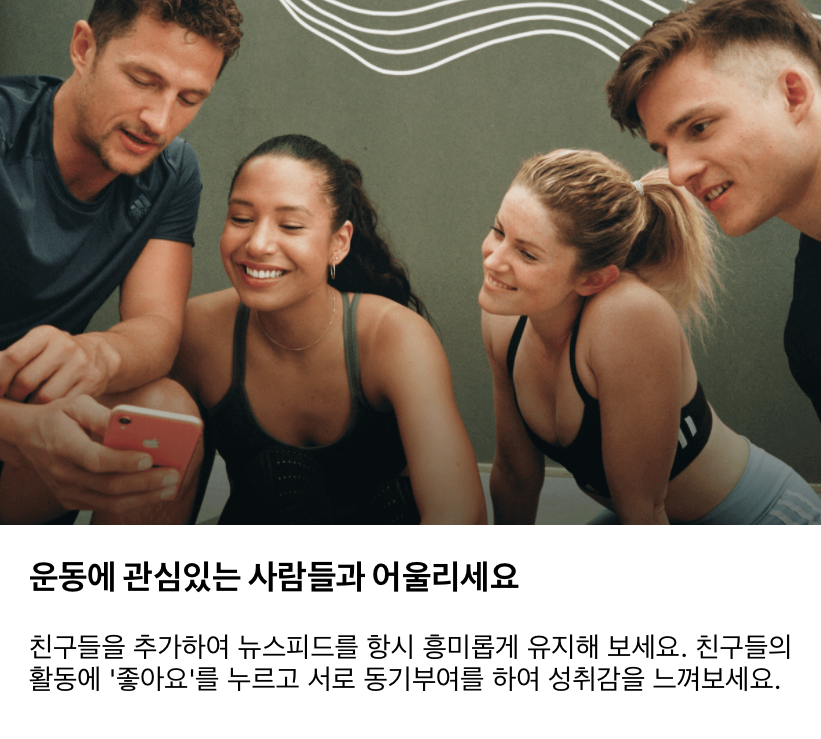 운동에 관심있는 사람들과 어울리세요
친구들을 추가하여 뉴스피드를 항시 흥미롭게 유지해 보세요. 친구들의
활동에 '좋아요'를 누르고 서로 동기부여를 하여 성취감을 느껴보세요.